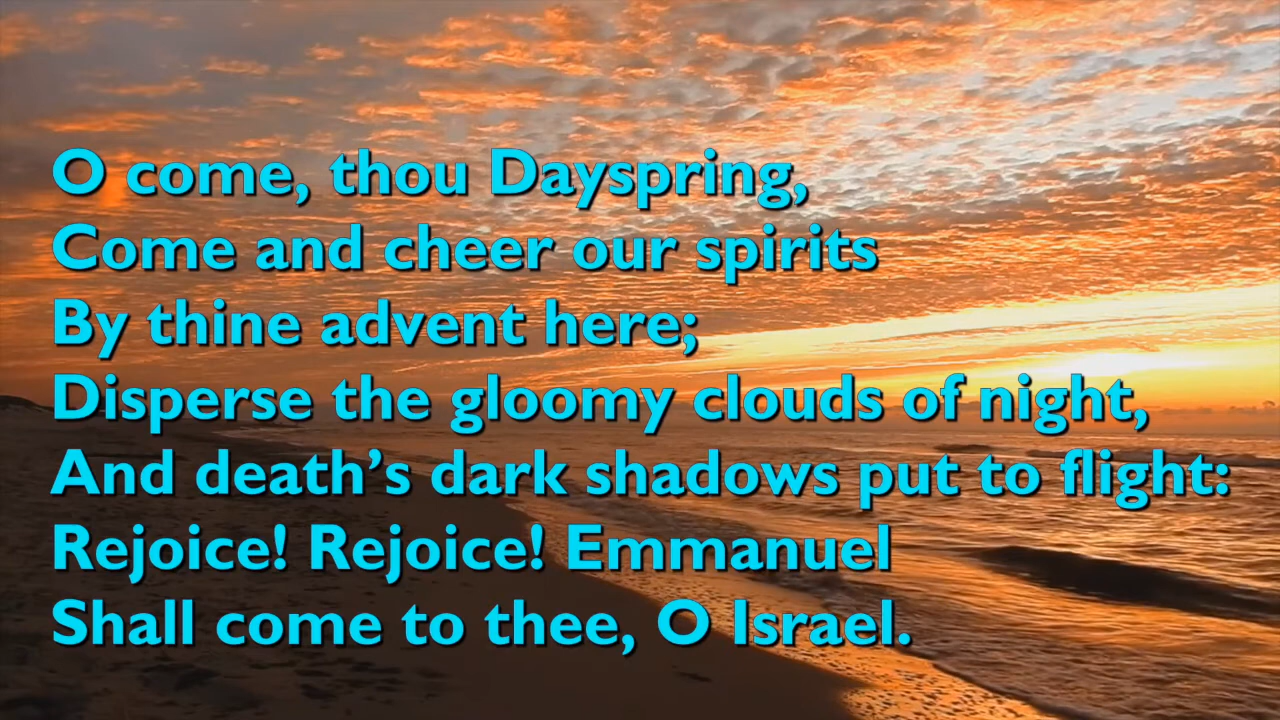 O come, thou Dayspring,
Come and cheer our spirits
By thine advent here;
Disperse the gloomy clouds of night,
And death’s dark shadows put to flight:
Rejoice! Rejoice! Emmanuel
Shall come to thee, O Israel.